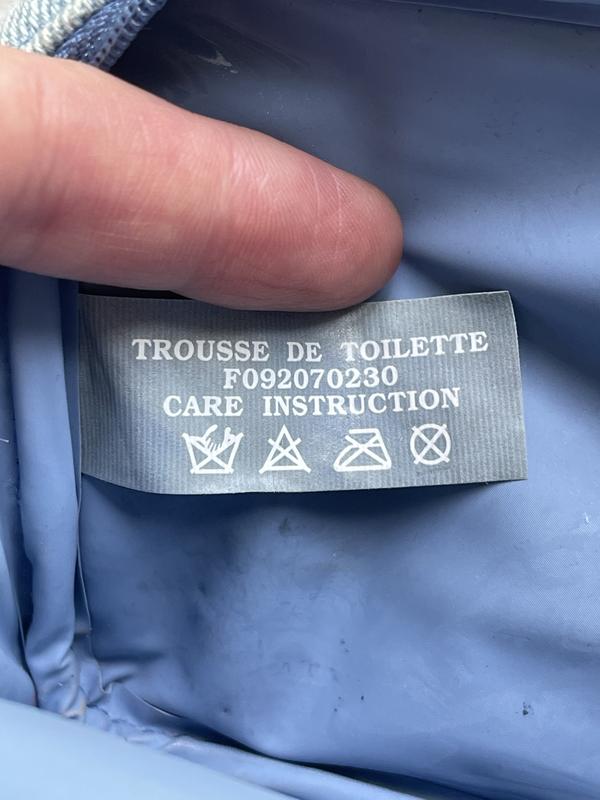 TROUSSE DE TOILETTE
F092070230
CARE INSTRUCTION